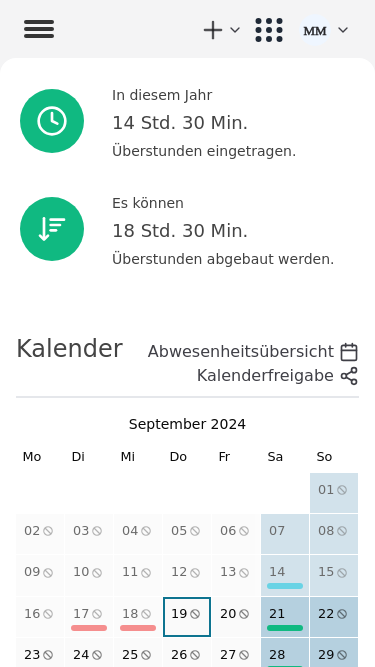 MM
In diesem Jahr
14 Std. 30 Min.
Überstunden eingetragen.
Es können
18 Std. 30 Min.
Überstunden abgebaut werden.
Kalender
Abwesenheitsübersicht
Kalenderfreigabe
September 2024
Mo Di Mi Do Fr Sa So
01
02 03 04 05 06 07 08
09 10 11 12 13 14 15
16 17 18 19 20 21 22
23 24 25 26 27 28 29